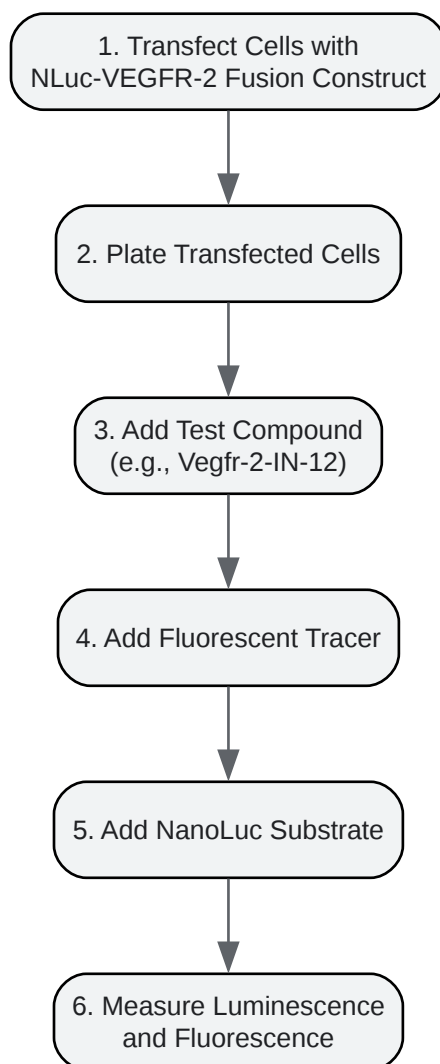 1. Transfect Cells with
NLuc-VEGFR-2 Fusion Construct
2. Plate Transfected Cells
3. Add Test Compound
(e.g., Vegfr-2-IN-12)
4. Add Fluorescent Tracer
5. Add NanoLuc Substrate
6. Measure Luminescence
and Fluorescence